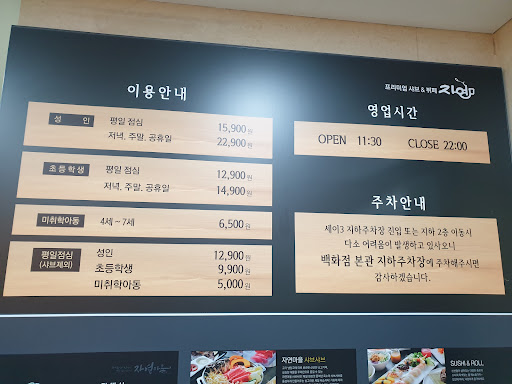 프리미엄 샤브 & 뷔페
이용안내
성 인 평일 점심 15,900원
저녁, 주말, 공휴일 22,900원
초등학생 평일 점심 12,900원
저녁, 주말, 공휴일 14,900원
미취학아동 4세~7세 6,500원
평일점심 (샤브제외) 성인 12,900원
초등학생 9,900원
미취학아동 5,000원
영업시간
OPEN 11:30 CLOSE 22:00
주차안내
세이3 지하주차장 진입 또는 지하 2층 이동시
다소 어려움이 발생하고 있사오니
백화점 본관 지하주차장에 주차해주시면
감사하겠습니다.
자연마을 샤브샤브
SUSHI & ROLL